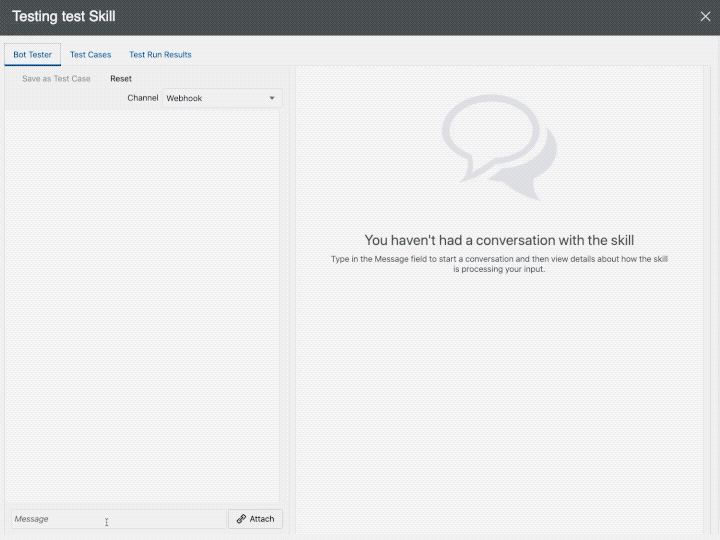 Testing test Skill
Bot Tester Test Cases Test Run Results
Save as Test Case Reset
Channel Webhook
You haven't had a conversation with the skill
Type in the Message field to start a conversation and then view details about how the skill
is processing your input.
Message Attach